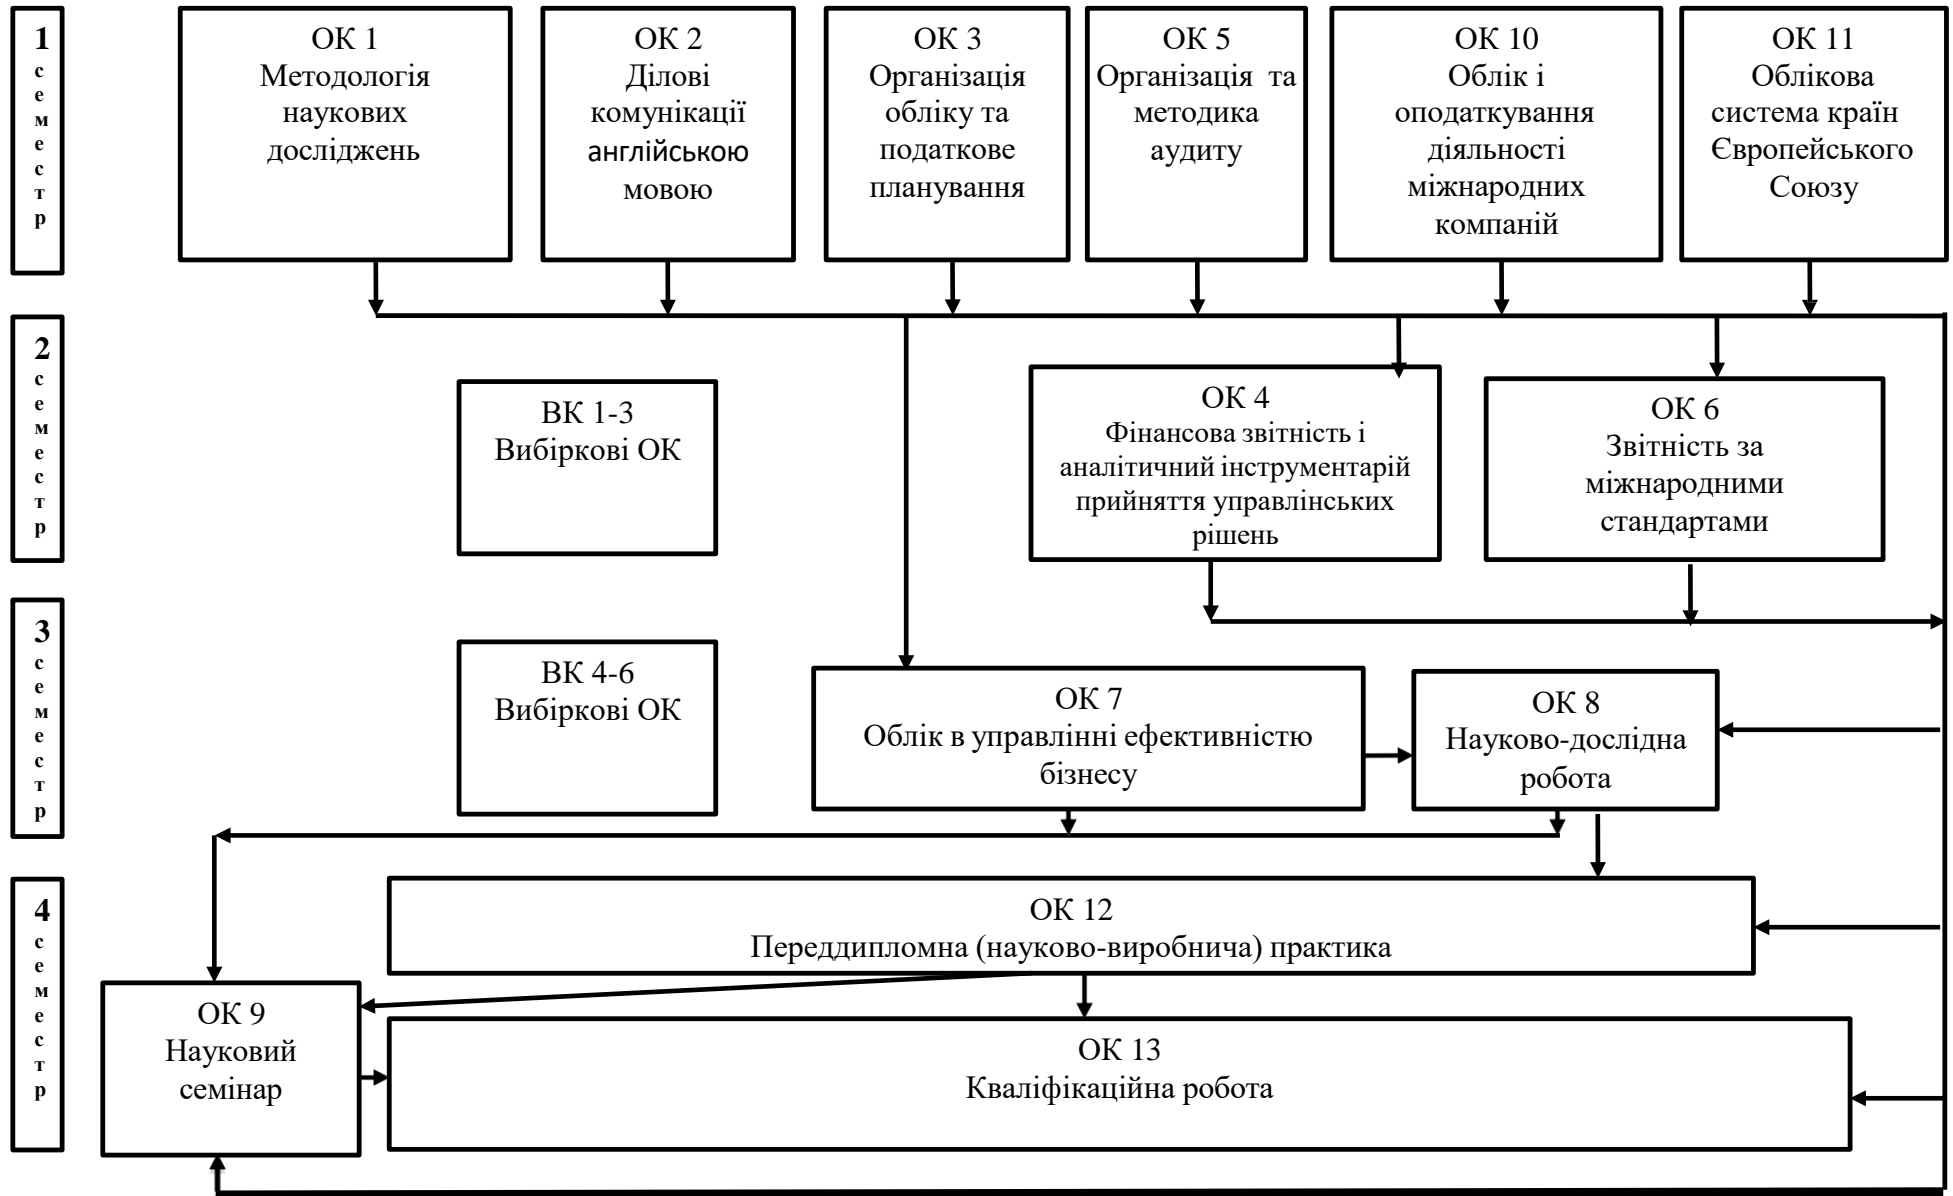 1
с
е
м
е
с
т
р
ОК 1
Методологія
наукових
досліджень
ОК 2
Ділові
комунікації
англійською
мовою
ОК 3
Організація
обліку та
податкове
планування
ОК 5
Організація та
методика
аудиту
ОК 10
Облік і
оподаткування
діяльності
міжнародних
компаній
ОК 11
Облікова
система країн
Європейського
Союзу
2
с
е
м
е
с
т
р
ВК 1-3
Вибіркові ОК
ОК 4
Фінансова звітність і
аналітичний інструментарій
прийняття управлінських
рішень
ОК 6
Звітність за
міжнародними
стандартами
3
с
е
м
е
с
т
р
ВК 4-6
Вибіркові ОК
ОК 7
Облік в управлінні ефективністю
бізнесу
ОК 8
Науково-дослідна
робота
4
с
е
м
е
с
т
р
ОК 12
Переддипломна (науково-виробнича) практика
ОК 9
Науковий
семінар
ОК 13
Кваліфікаційна робота